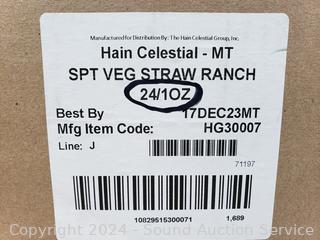 Manufactured for Distribution By : The Hain Celestial Group, Inc.
Hain Celestial - MT
SPT VEG STRAW RANCH
24/1OZ
Best By 17DEC23MT
Mfg Item Code: HG30007
Line: J
71197
10829515300071 1,689
Copyright 2024 - Sound Auction Service